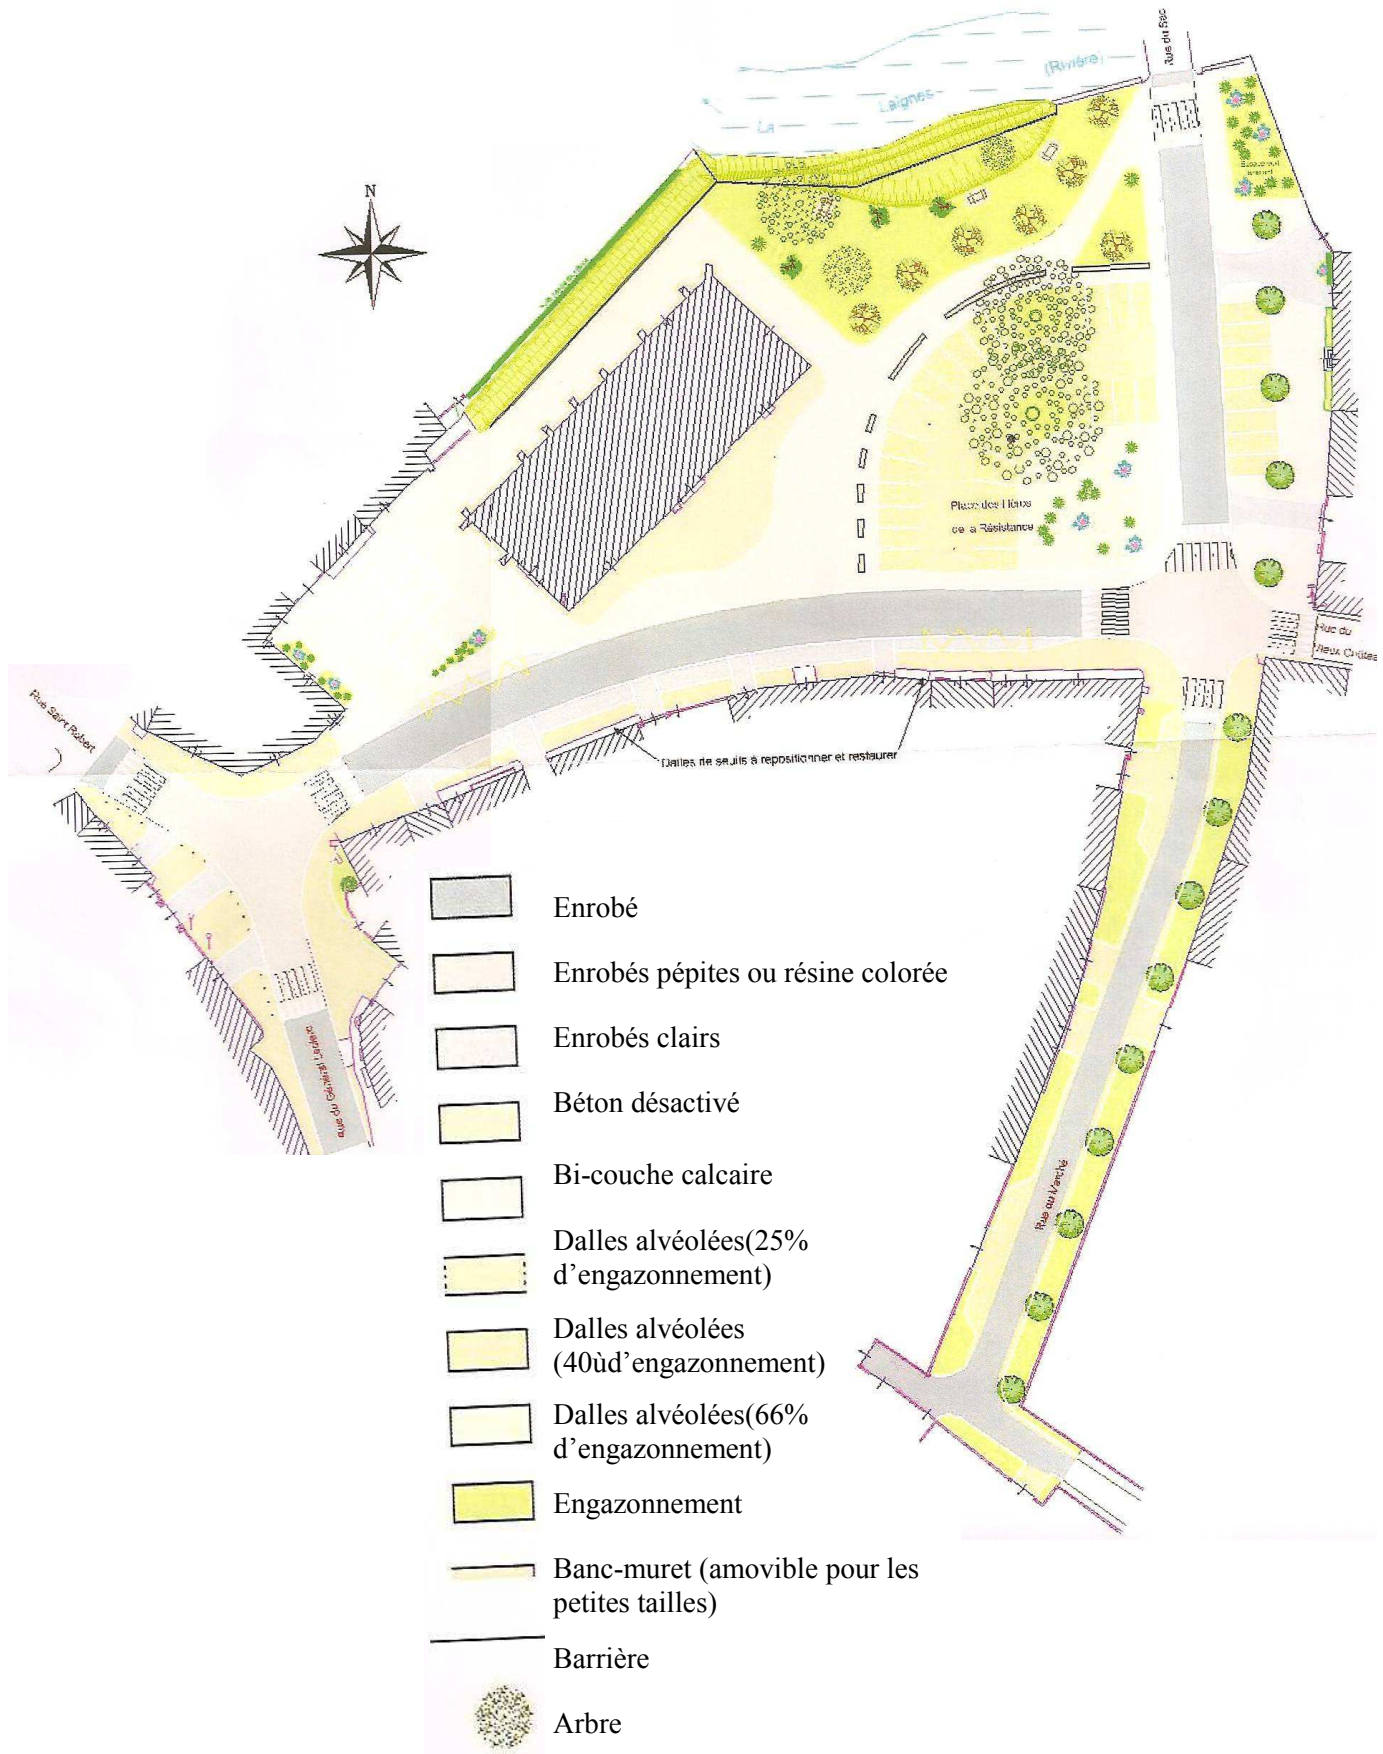 Rue du Bac
(Rivière)
Laignes
La
N
Place des Héros
de la Résistance
Rue du
Vieux Châtea
Rue Saint Robert
Dalles de seuils à repositionner et restaurer
Rue du Général Leclerc
Rue du Marché
Enrobé
Enrobés pépites ou résine colorée
Enrobés clairs
Béton désactivé
Bi-couche calcaire
Dalles alvéolées(25%
d’engazonnement)
Dalles alvéolées
(40ùd’engazonnement)
Dalles alvéolées(66%
d’engazonnement)
Engazonnement
Banc-muret (amovible pour les
petites tailles)
Barrière
Arbre